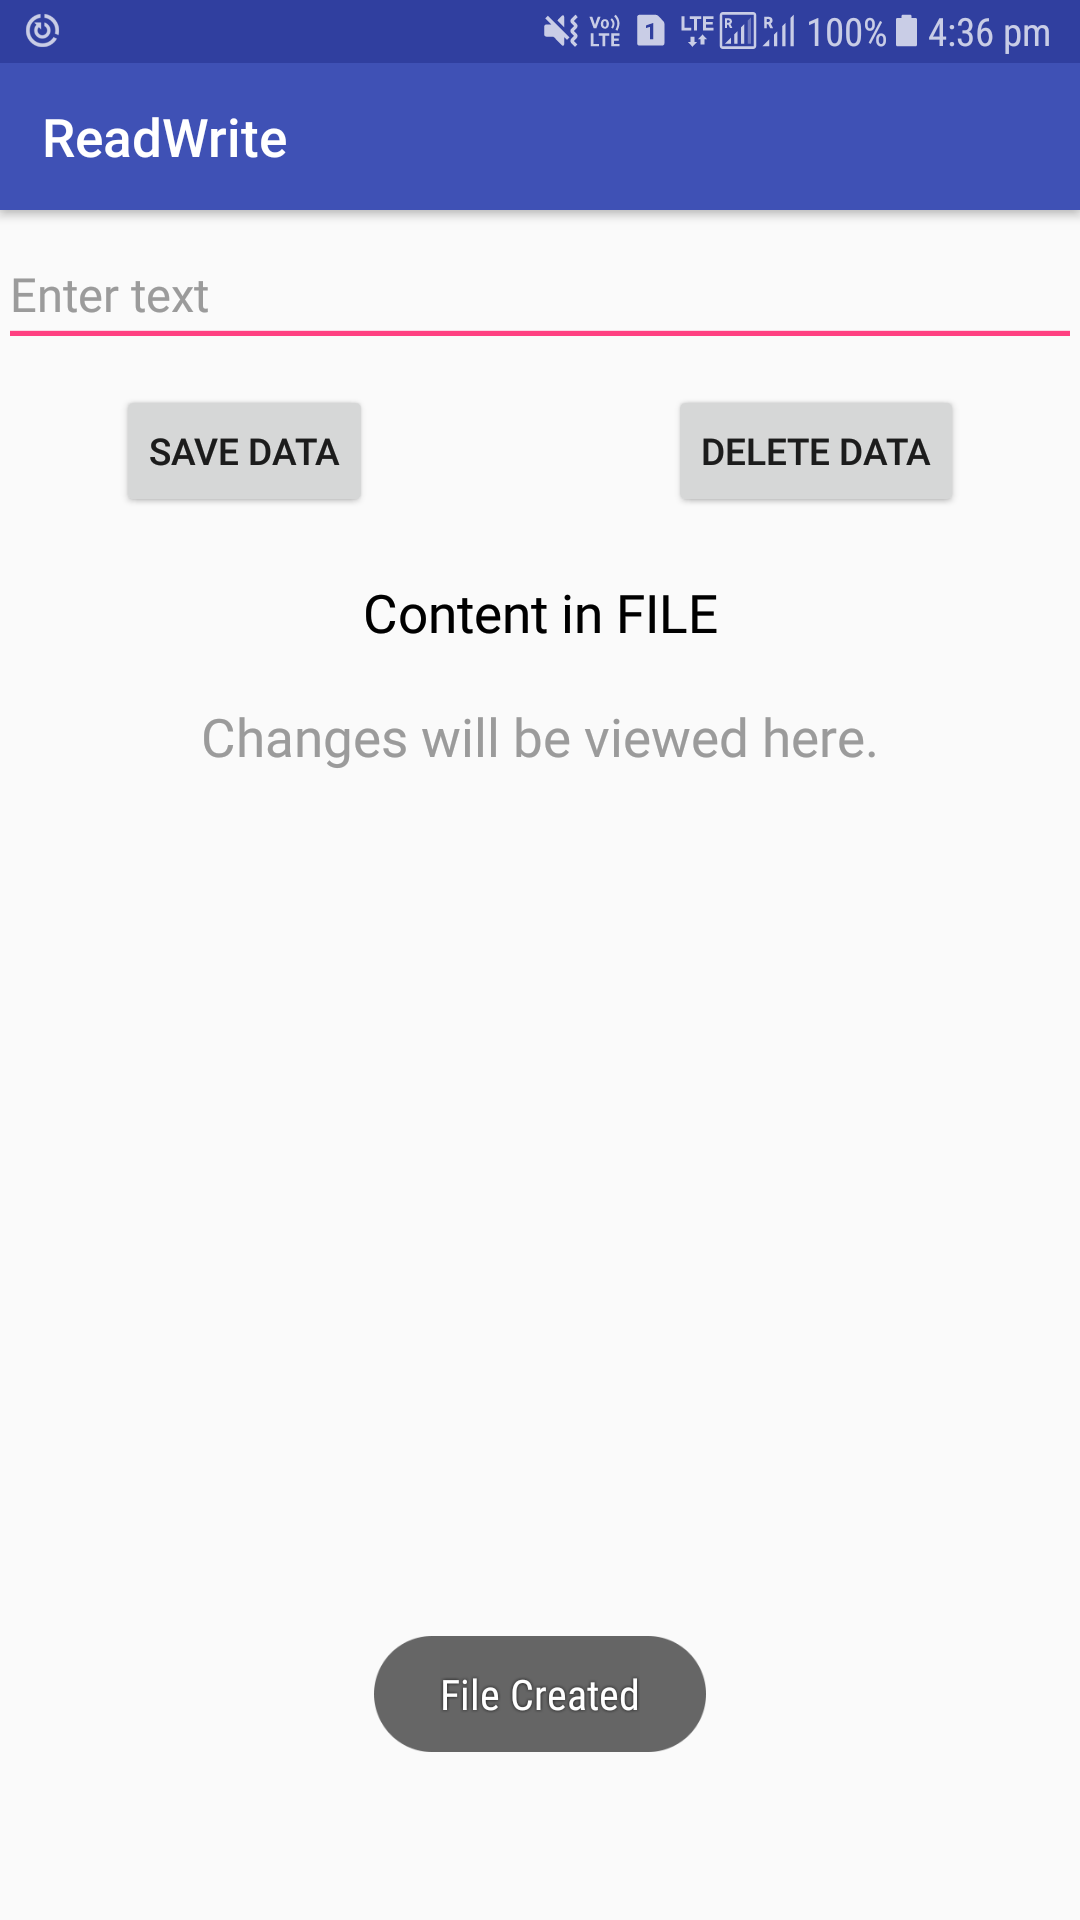 Vo)) LTE 1 LTE R R 100% 4:36 pm
ReadWrite
Enter text
SAVE DATA DELETE DATA
Content in FILE
Changes will be viewed here.
File Created